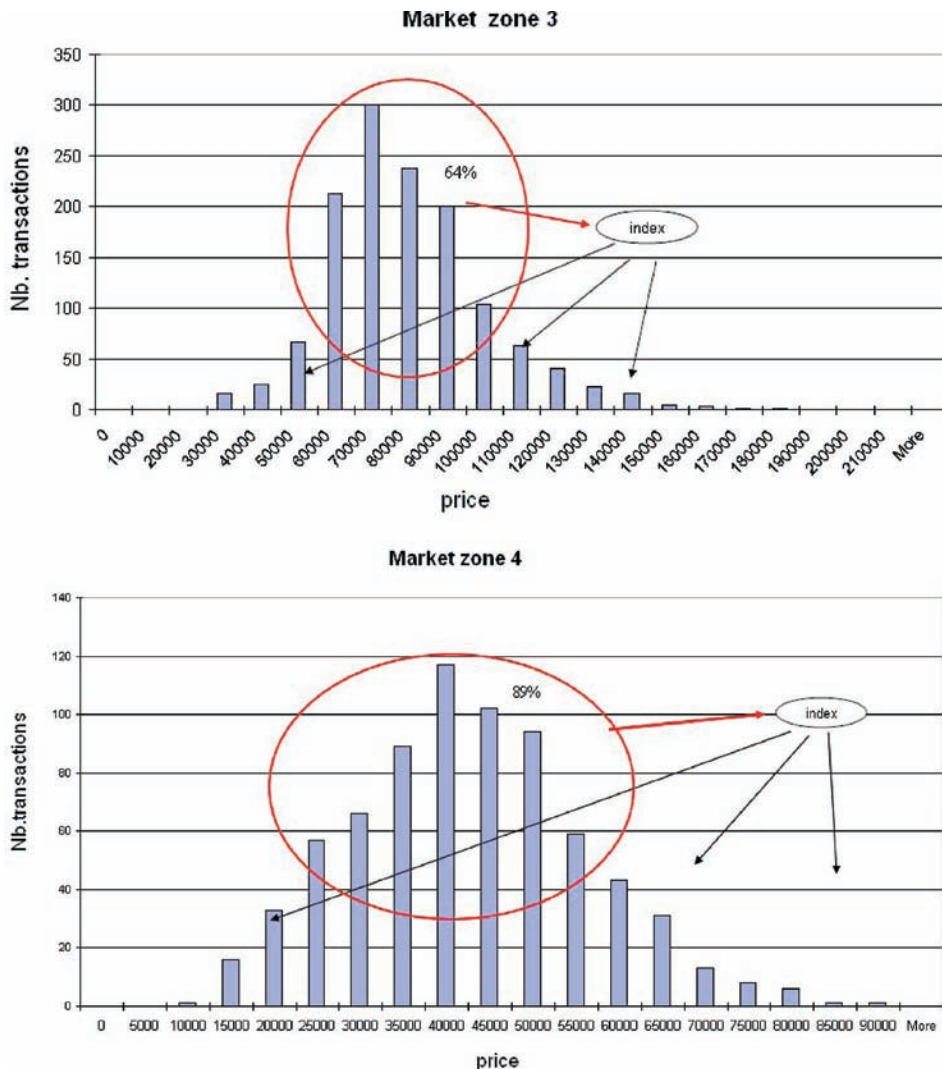 Market zone 3
350
300
250
200
150
100
50
0
Nb. transactions
64%
index
0 10000 20000 30000 40000 50000 60000 70000 80000 90000 100000 110000 120000 130000 140000 150000 160000 170000 180000 190000 200000 210000 More
price
Market zone 4
140
120
100
80
60
40
20
0
Nb.transactions
89%
index
0 5000 10000 15000 20000 25000 30000 35000 40000 45000 50000 55000 60000 65000 70000 75000 80000 85000 90000 More
price